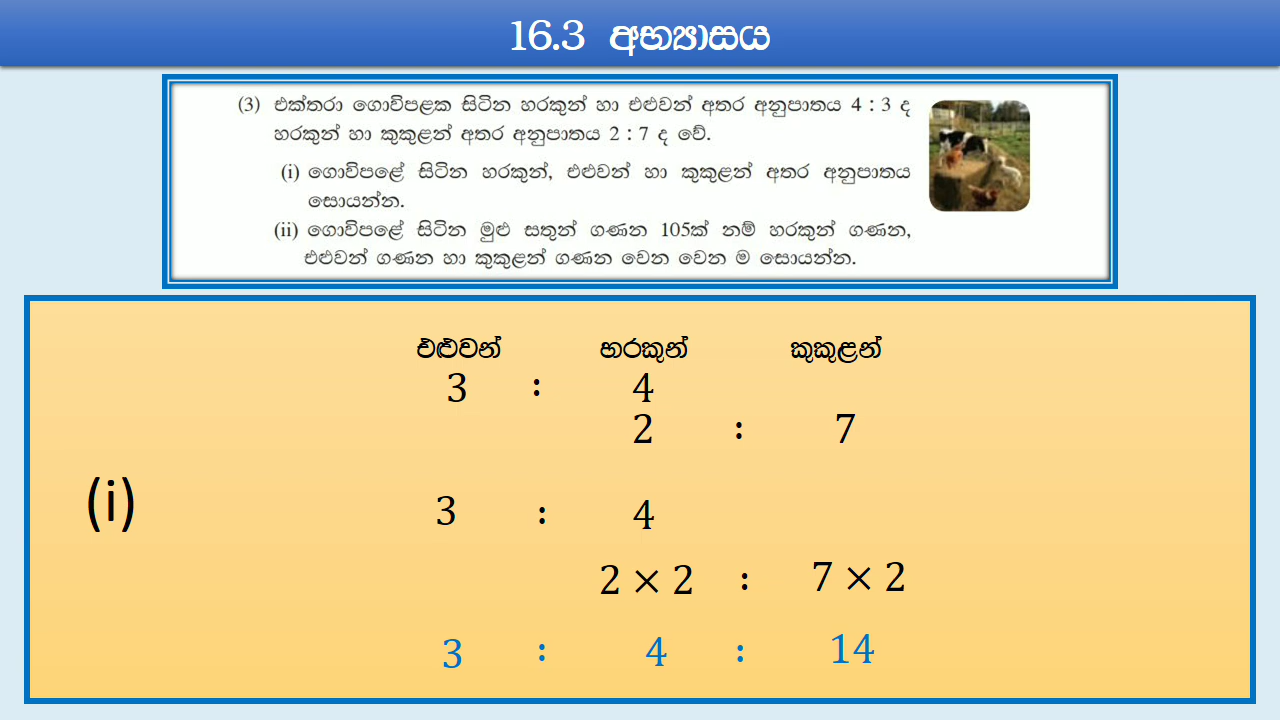 16.3 අභ්‍යාසය
(3) එක්තරා ගොවිපළක සිටින හරකුන් හා එළුවන් අතර අනුපාතය 4 : 3 ද
හරකුන් හා කුකුළන් අතර අනුපාතය 2 : 7 ද වේ.
(i) ගොවිපළේ සිටින හරකුන්, එළුවන් හා කුකුළන් අතර අනුපාතය
සොයන්න.
(ii) ගොවිපළේ සිටින මුළු සතුන් ගණන 105ක් නම් හරකුන් ගණන,
එළුවන් ගණන හා කුකුළන් ගණන වෙන වෙන ම සොයන්න.
එළුවන් හරකුන් කුකුළන්
3 : 4
2 : 7
(i)
3 : 4
2 × 2 : 7 × 2
3 : 4 : 14